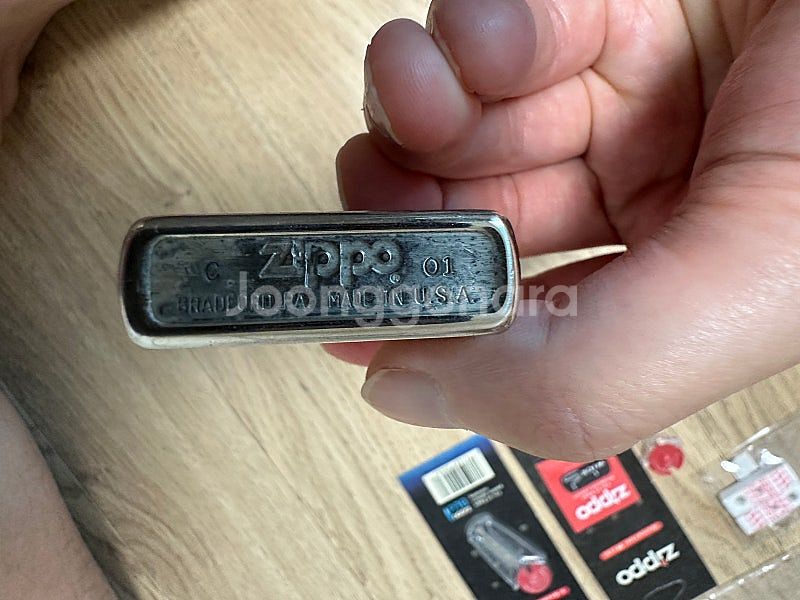 C Zippo ® 01
BRADFORD, PA. MADE IN U.S.A.
Joonggonara
zippo
zippo